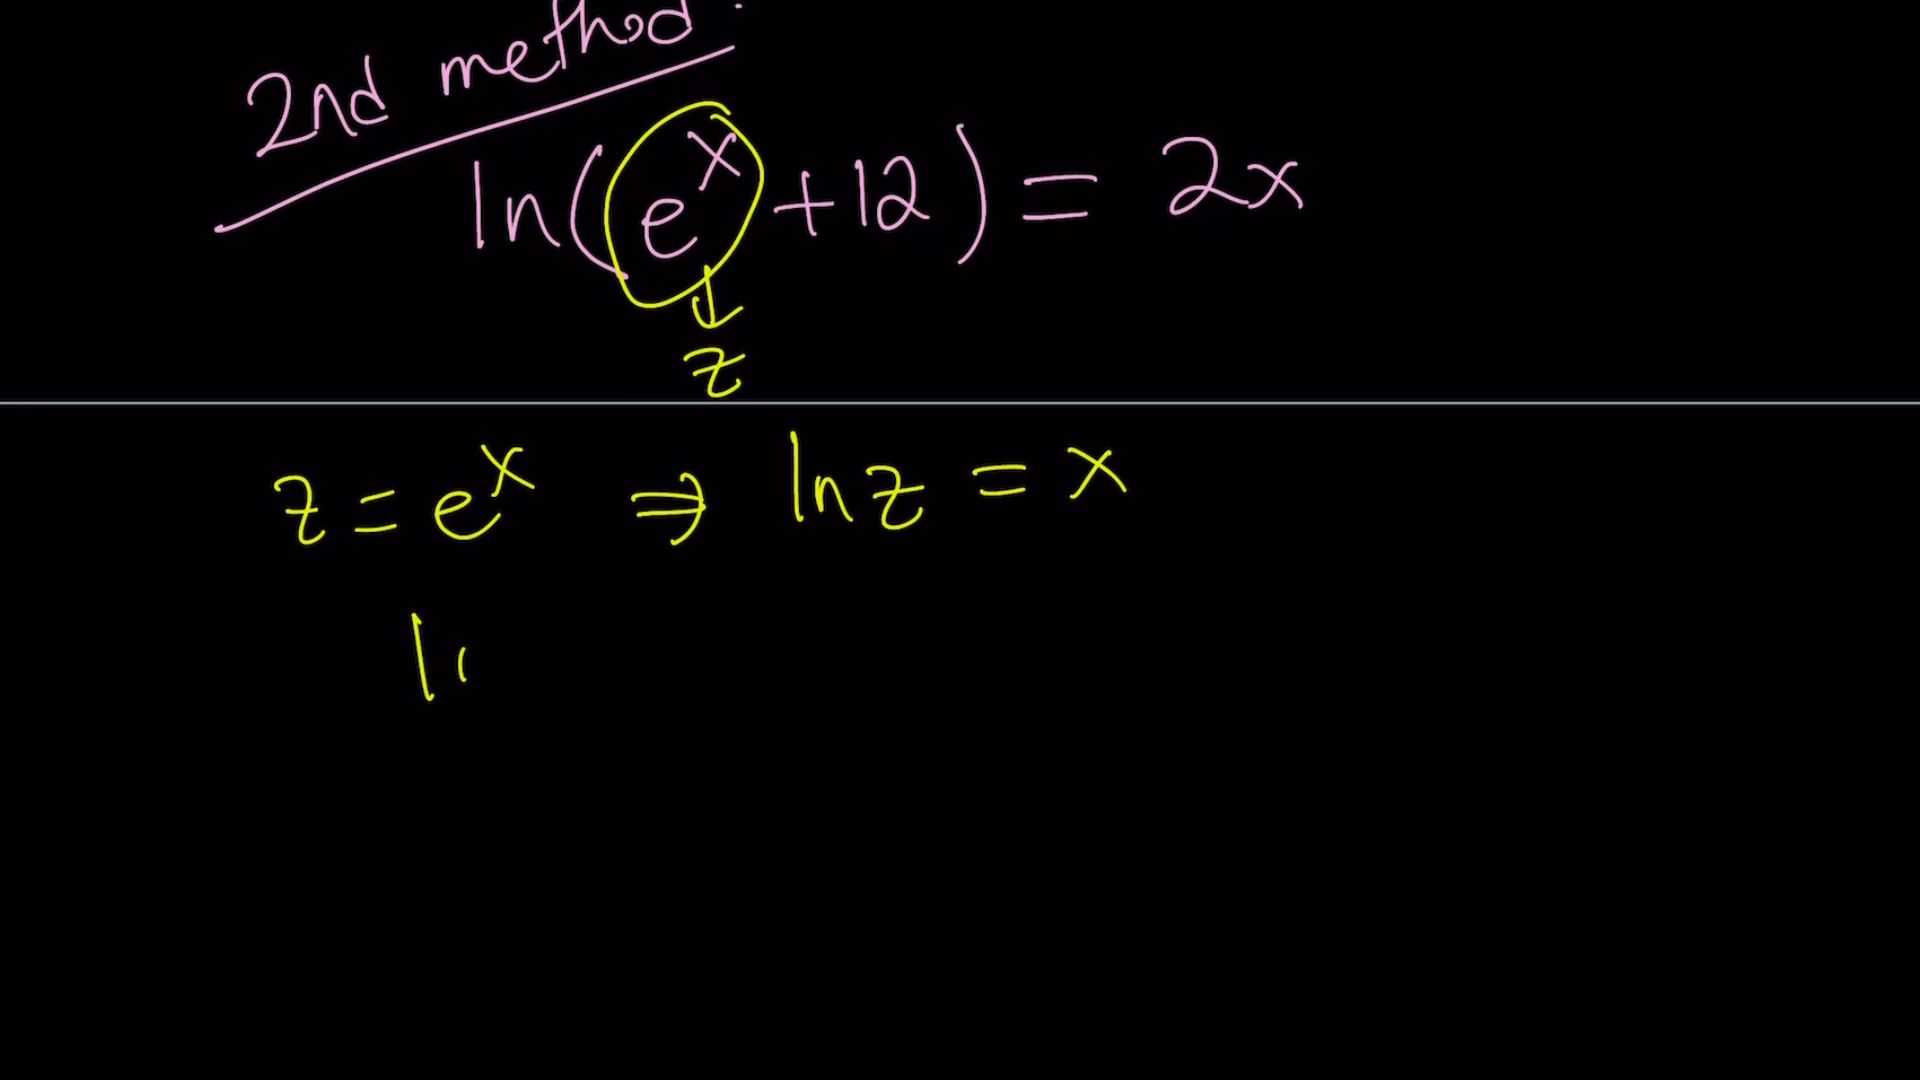 2nd method:
ln(e^x+12) = 2x
z
z = e^x ⇒ ln z = x